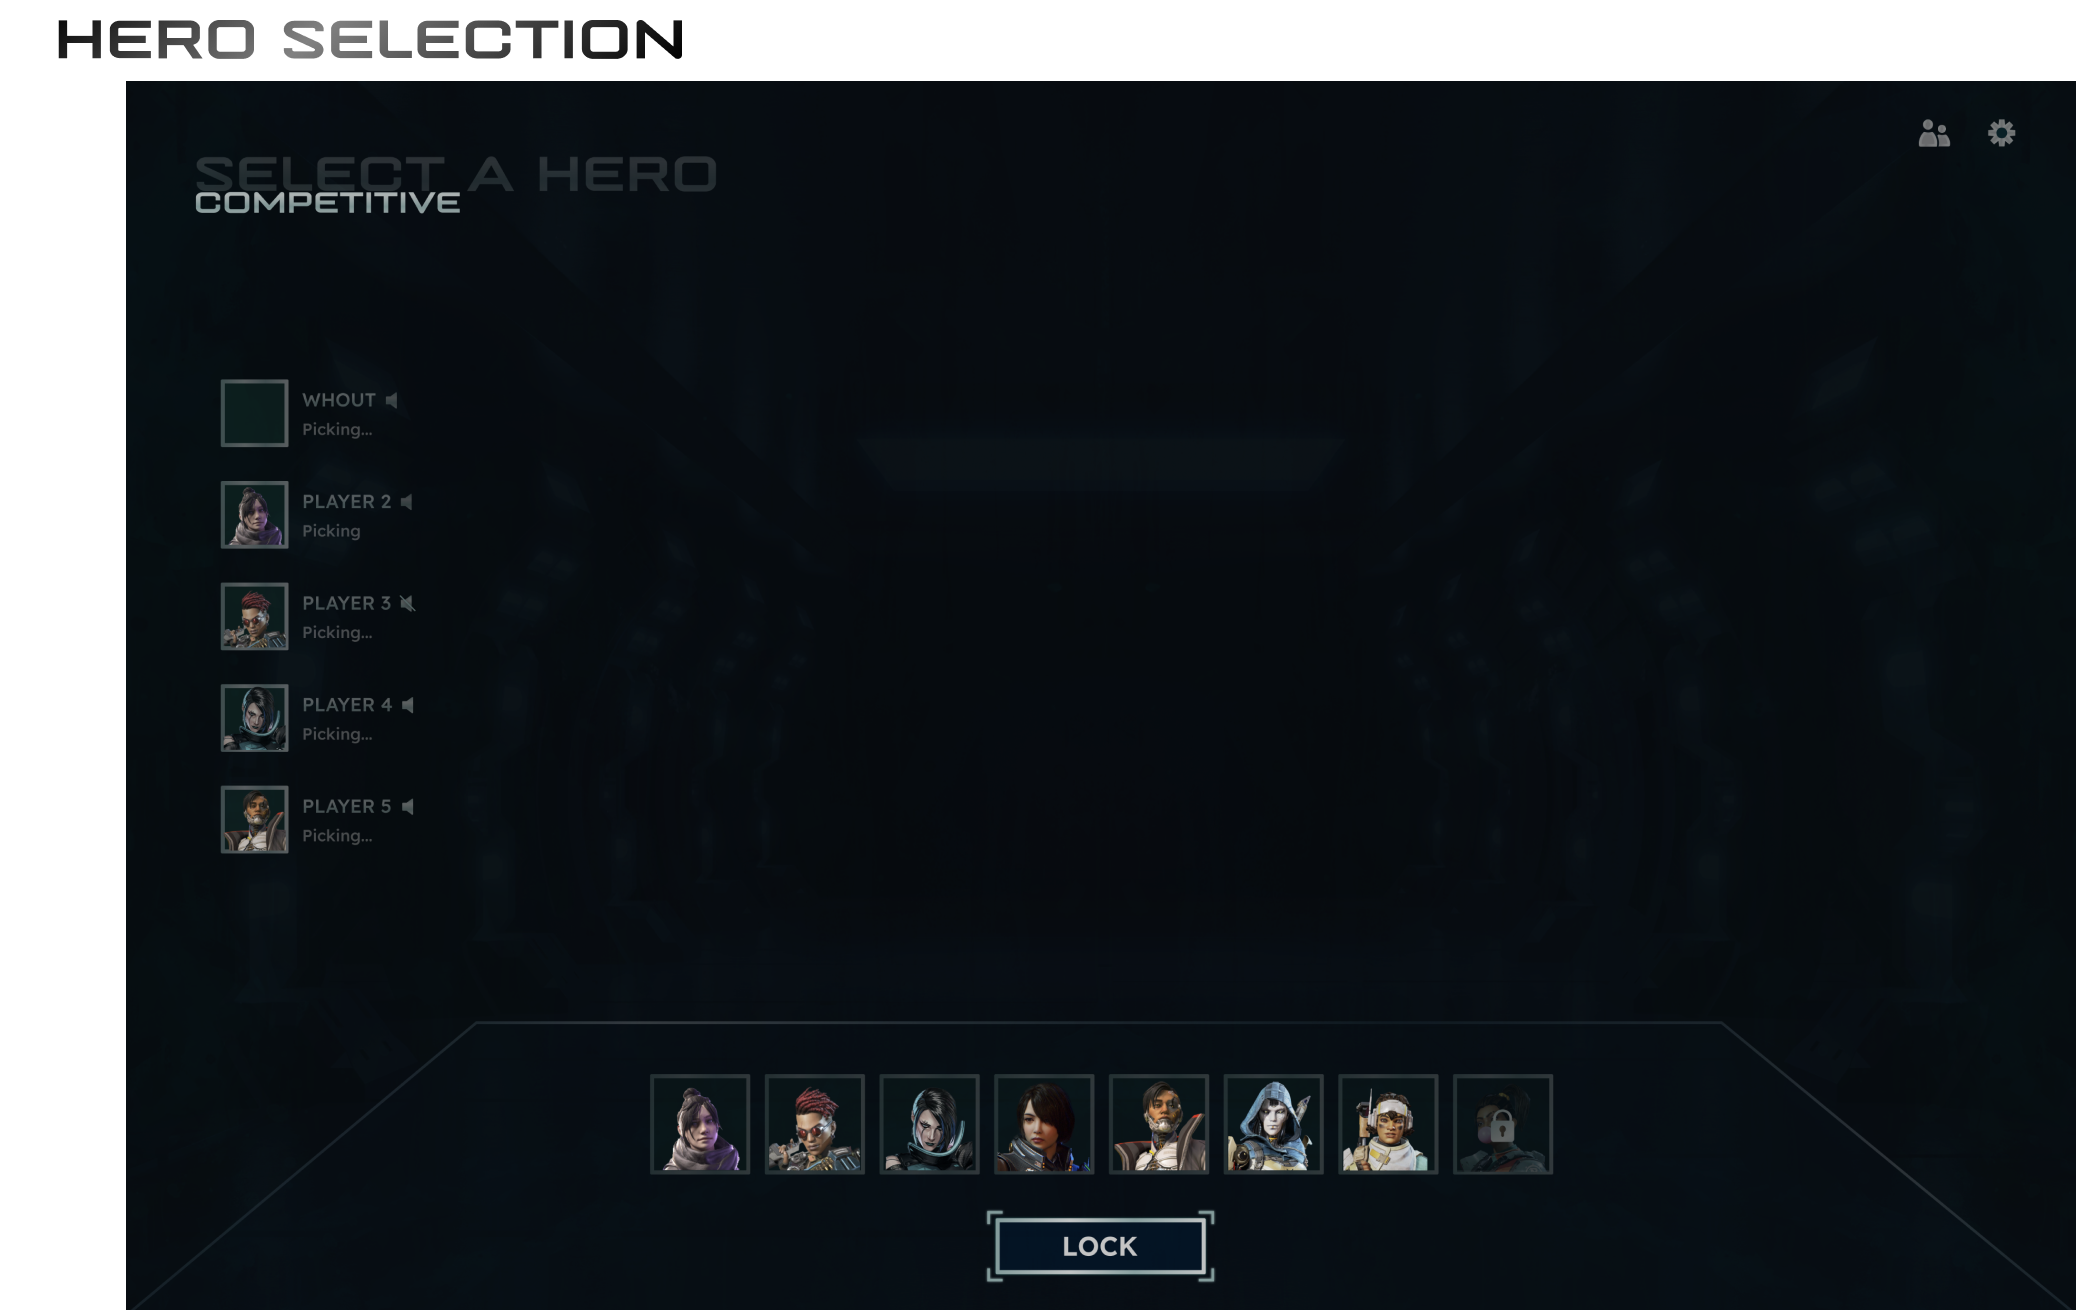 HERO SELECTION
SELECT A HERO
COMPETITIVE
WHOUT
Picking...
PLAYER 2
Picking
PLAYER 3
Picking...
PLAYER 4
Picking...
PLAYER 5
Picking...
LOCK